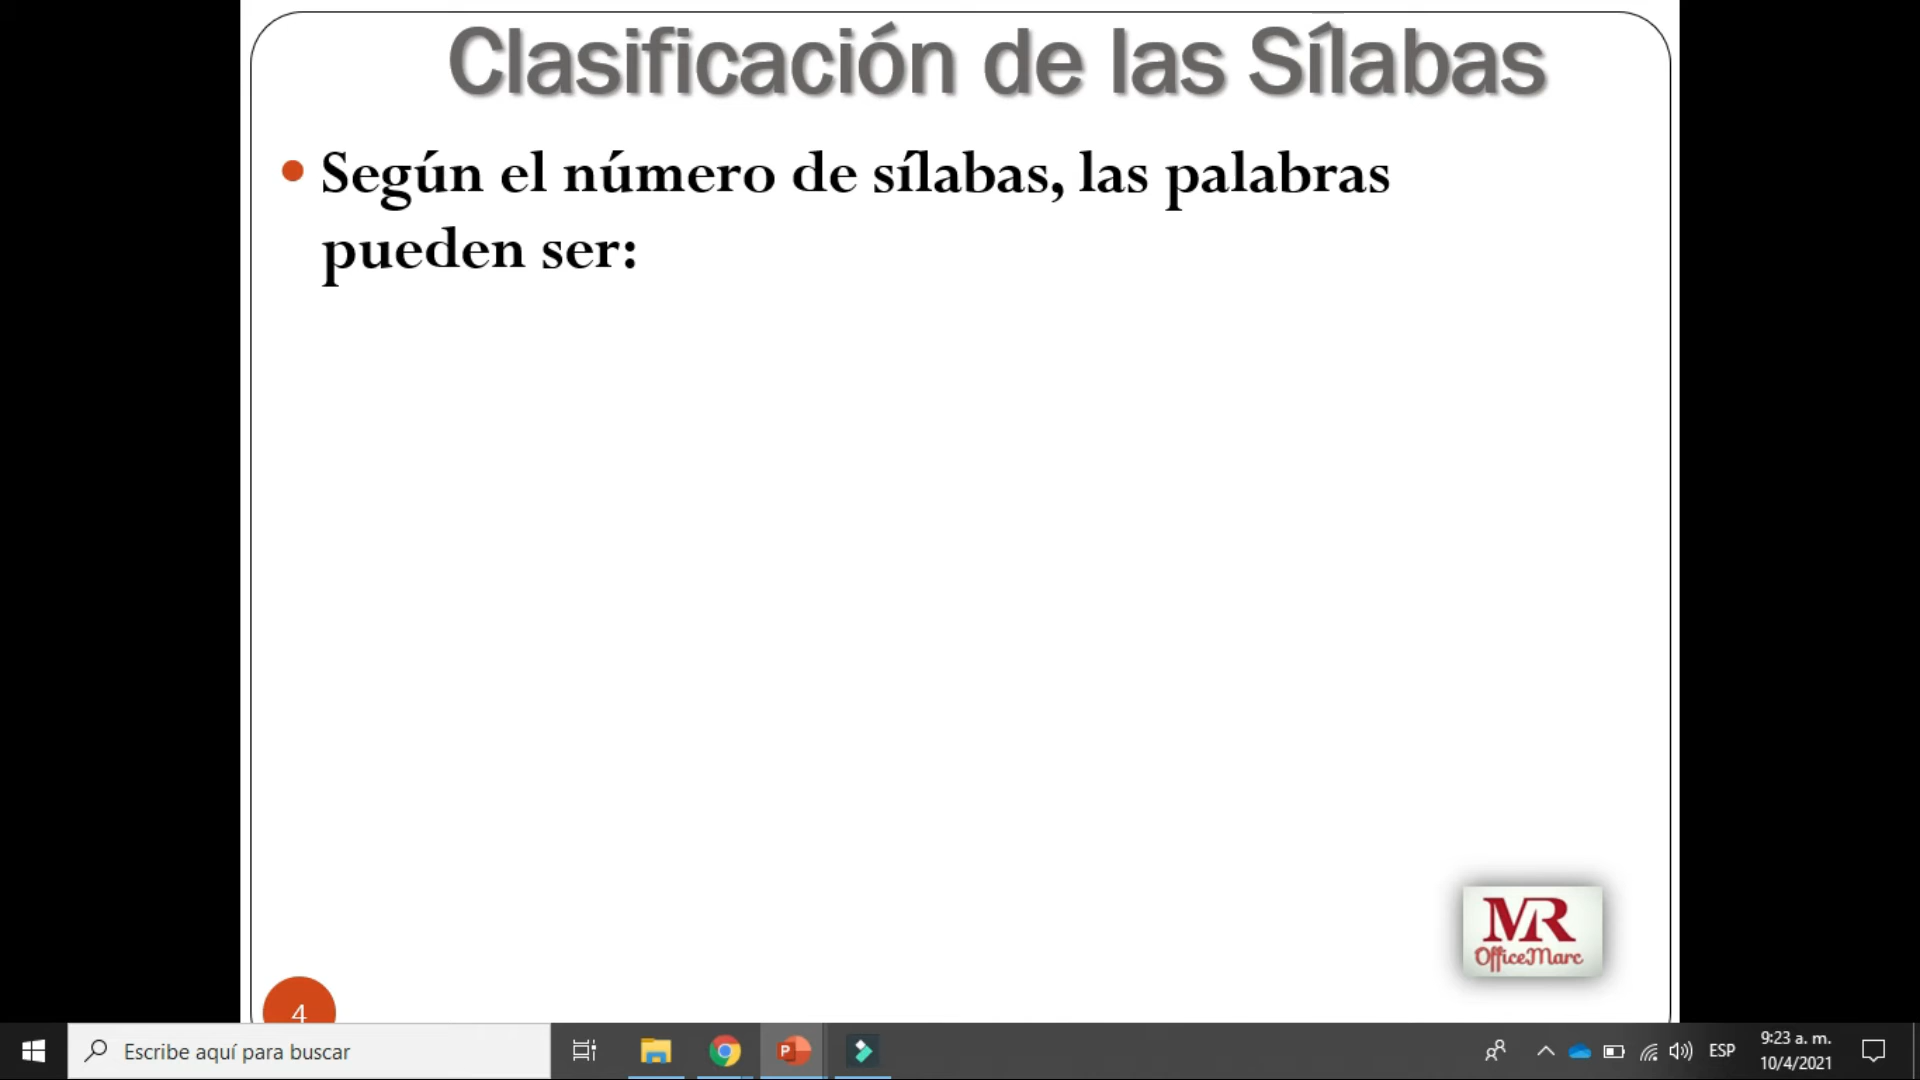 Clasificación de las Sílabas
Según el número de sílabas, las palabras
pueden ser:
MR
OfficeMarc
4
Escribe aquí para buscar
ESP
9:23 a. m.
10/4/2021